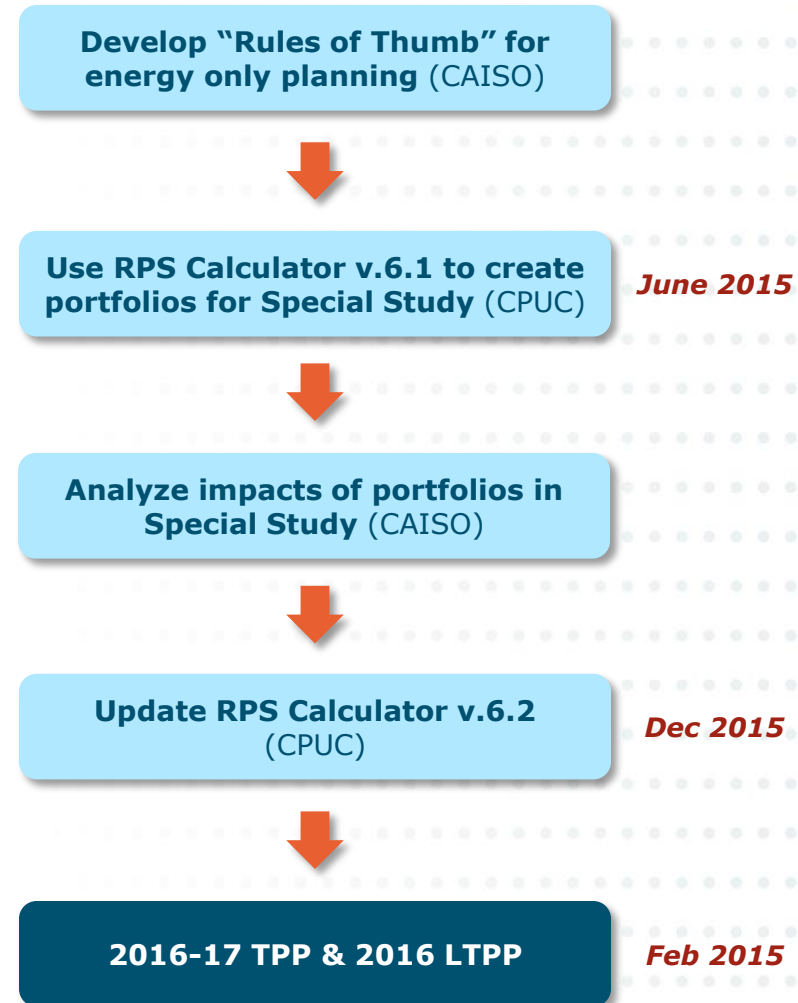 Develop “Rules of Thumb” for
energy only planning (CAISO)
Use RPS Calculator v.6.1 to create
portfolios for Special Study (CPUC)
June 2015
Analyze impacts of portfolios in
Special Study (CAISO)
Update RPS Calculator v.6.2
(CPUC)
Dec 2015
2016-17 TPP & 2016 LTPP
Feb 2015